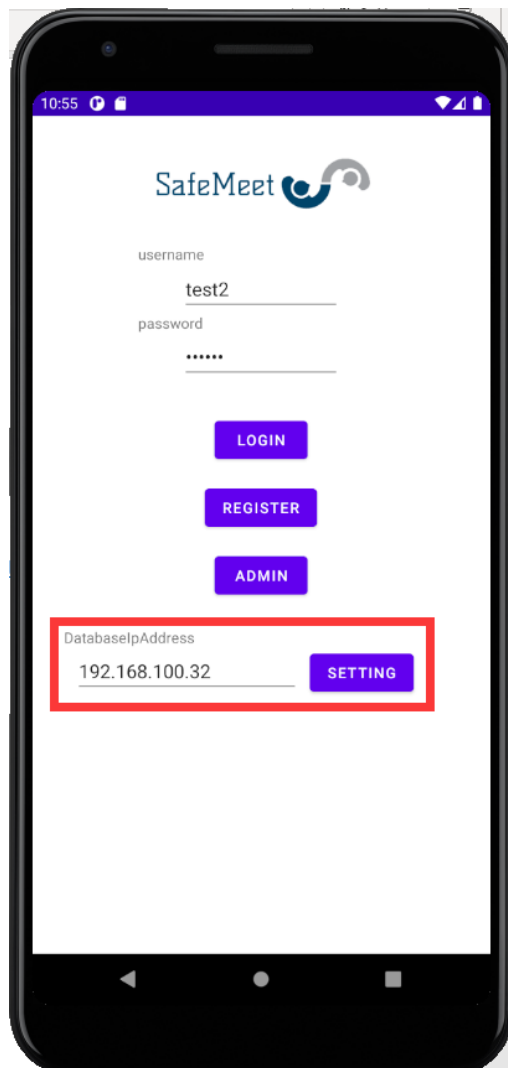 10:55
SafeMeet
username
test2
password
••••••
LOGIN
REGISTER
ADMIN
DatabaseIpAddress
192.168.100.32
SETTING